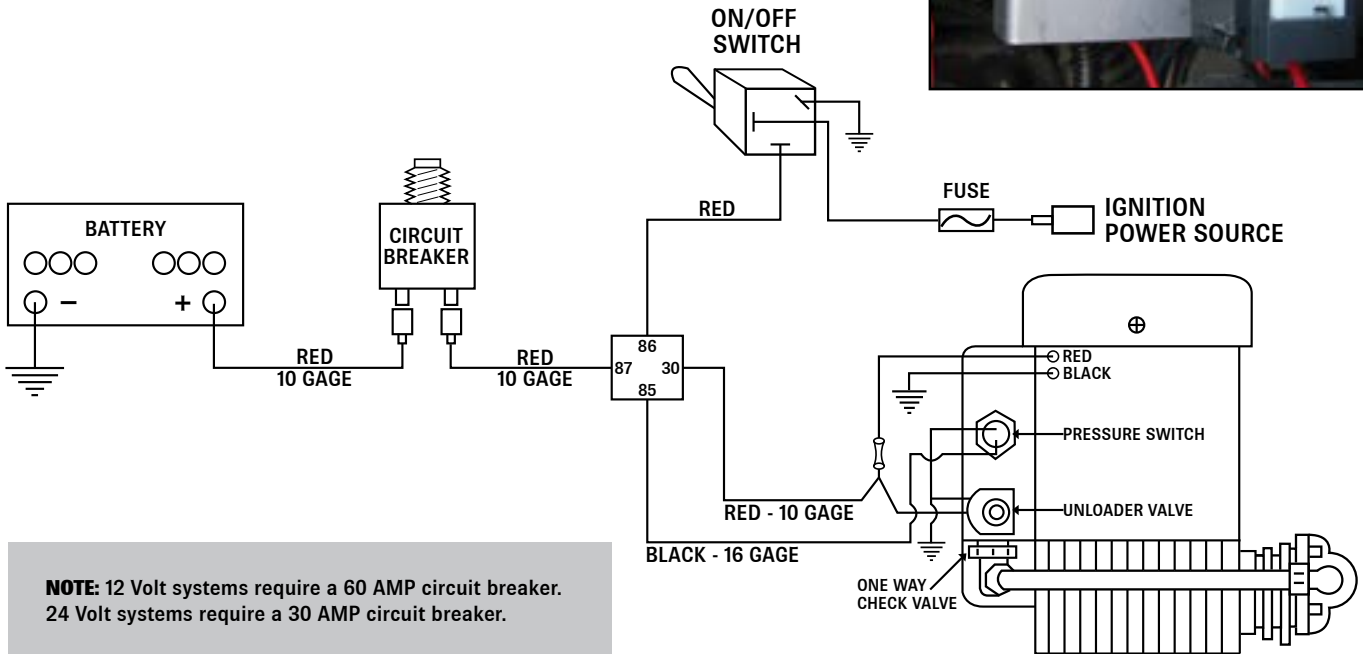 ON/OFF
SWITCH
BATTERY
− +
CIRCUIT
BREAKER
RED
FUSE
IGNITION
POWER SOURCE
RED
10 GAGE
RED
10 GAGE
86
87 30
85
RED
BLACK
PRESSURE SWITCH
UNLOADER VALVE
RED - 10 GAGE
BLACK - 16 GAGE
ONE WAY
CHECK VALVE
NOTE: 12 Volt systems require a 60 AMP circuit breaker.
24 Volt systems require a 30 AMP circuit breaker.